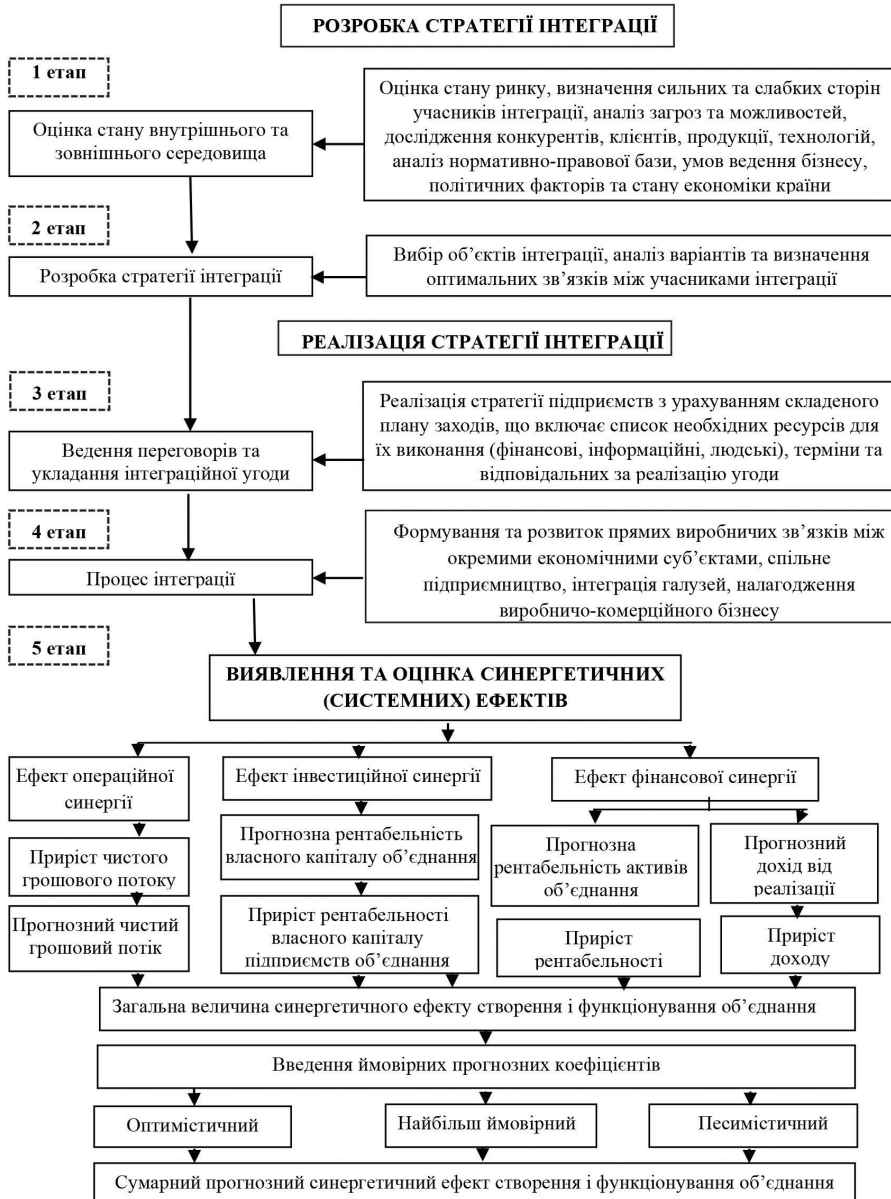 РОЗРОБКА СТРАТЕГІЇ ІНТЕГРАЦІЇ
1 етап
Оцінка стану внутрішнього та
зовнішнього середовища
Оцінка стану ринку, визначення сильних та слабких сторін
учасників інтеграції, аналіз загроз та можливостей,
дослідження конкурентів, клієнтів, продукції, технологій,
аналіз нормативно-правової бази, умов ведення бізнесу,
політичних факторів та стану економіки країни
2 етап
Розробка стратегії інтеграції
Вибір об’єктів інтеграції, аналіз варіантів та визначення
оптимальних зв’язків між учасниками інтеграції
РЕАЛІЗАЦІЯ СТРАТЕГІЇ ІНТЕГРАЦІЇ
3 етап
Ведення переговорів та
укладання інтеграційної угоди
Реалізація стратегії підприємств з урахуванням складеного
плану заходів, що включає список необхідних ресурсів для
їх виконання (фінансові, інформаційні, людські), терміни та
відповідальних за реалізацію угоди
4 етап
Процес інтеграції
Формування та розвиток прямих виробничих зв’язків між
окремими економічними суб’єктами, спільне
підприємництво, інтеграція галузей, налагодження
виробничо-комерційного бізнесу
5 етап
ВИЯВЛЕННЯ ТА ОЦІНКА СИНЕРГЕТИЧНИХ
(СИСТЕМНИХ) ЕФЕКТІВ
Ефект операційної
синергії
Ефект інвестиційної синергії
Ефект фінансової синергії
Приріст чистого
грошового потоку
Прогнозна рентабельність
власного капіталу об’єднання
Прогнозна
рентабельність активів
об’єднання
Прогнозний
дохід від
реалізації
Прогнозний чистий
грошовий потік
Приріст рентабельності
власного капіталу
підприємств об’єднання
Приріст
рентабельності
Приріст
доходу
Загальна величина синергетичного ефекту створення і функціонування об’єднання
Введення ймовірних прогнозних коефіцієнтів
Оптимістичний
Найбільш ймовірний
Песимістичний
Сумарний прогнозний синергетичний ефект створення і функціонування об’єднання